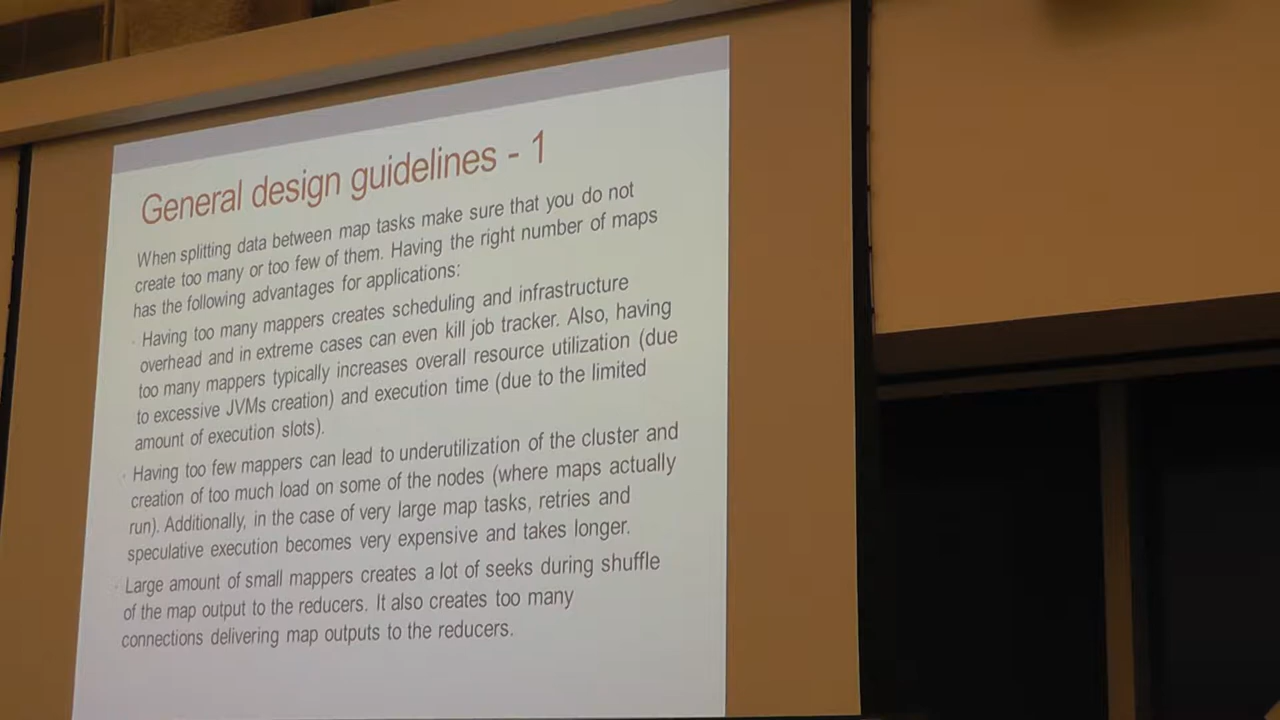 General design guidelines - 1
When splitting data between map tasks make sure that you do not
create too many or too few of them. Having the right number of maps
has the following advantages for applications:
Having too many mappers creates scheduling and infrastructure
overhead and in extreme cases can even kill job tracker. Also, having
too many mappers typically increases overall resource utilization (due
to excessive JVMs creation) and execution time (due to the limited
amount of execution slots).
Having too few mappers can lead to underutilization of the cluster and
creation of too much load on some of the nodes (where maps actually
run). Additionally, in the case of very large map tasks, retries and
speculative execution becomes very expensive and takes longer.
Large amount of small mappers creates a lot of seeks during shuffle
of the map output to the reducers. It also creates too many
connections delivering map outputs to the reducers.